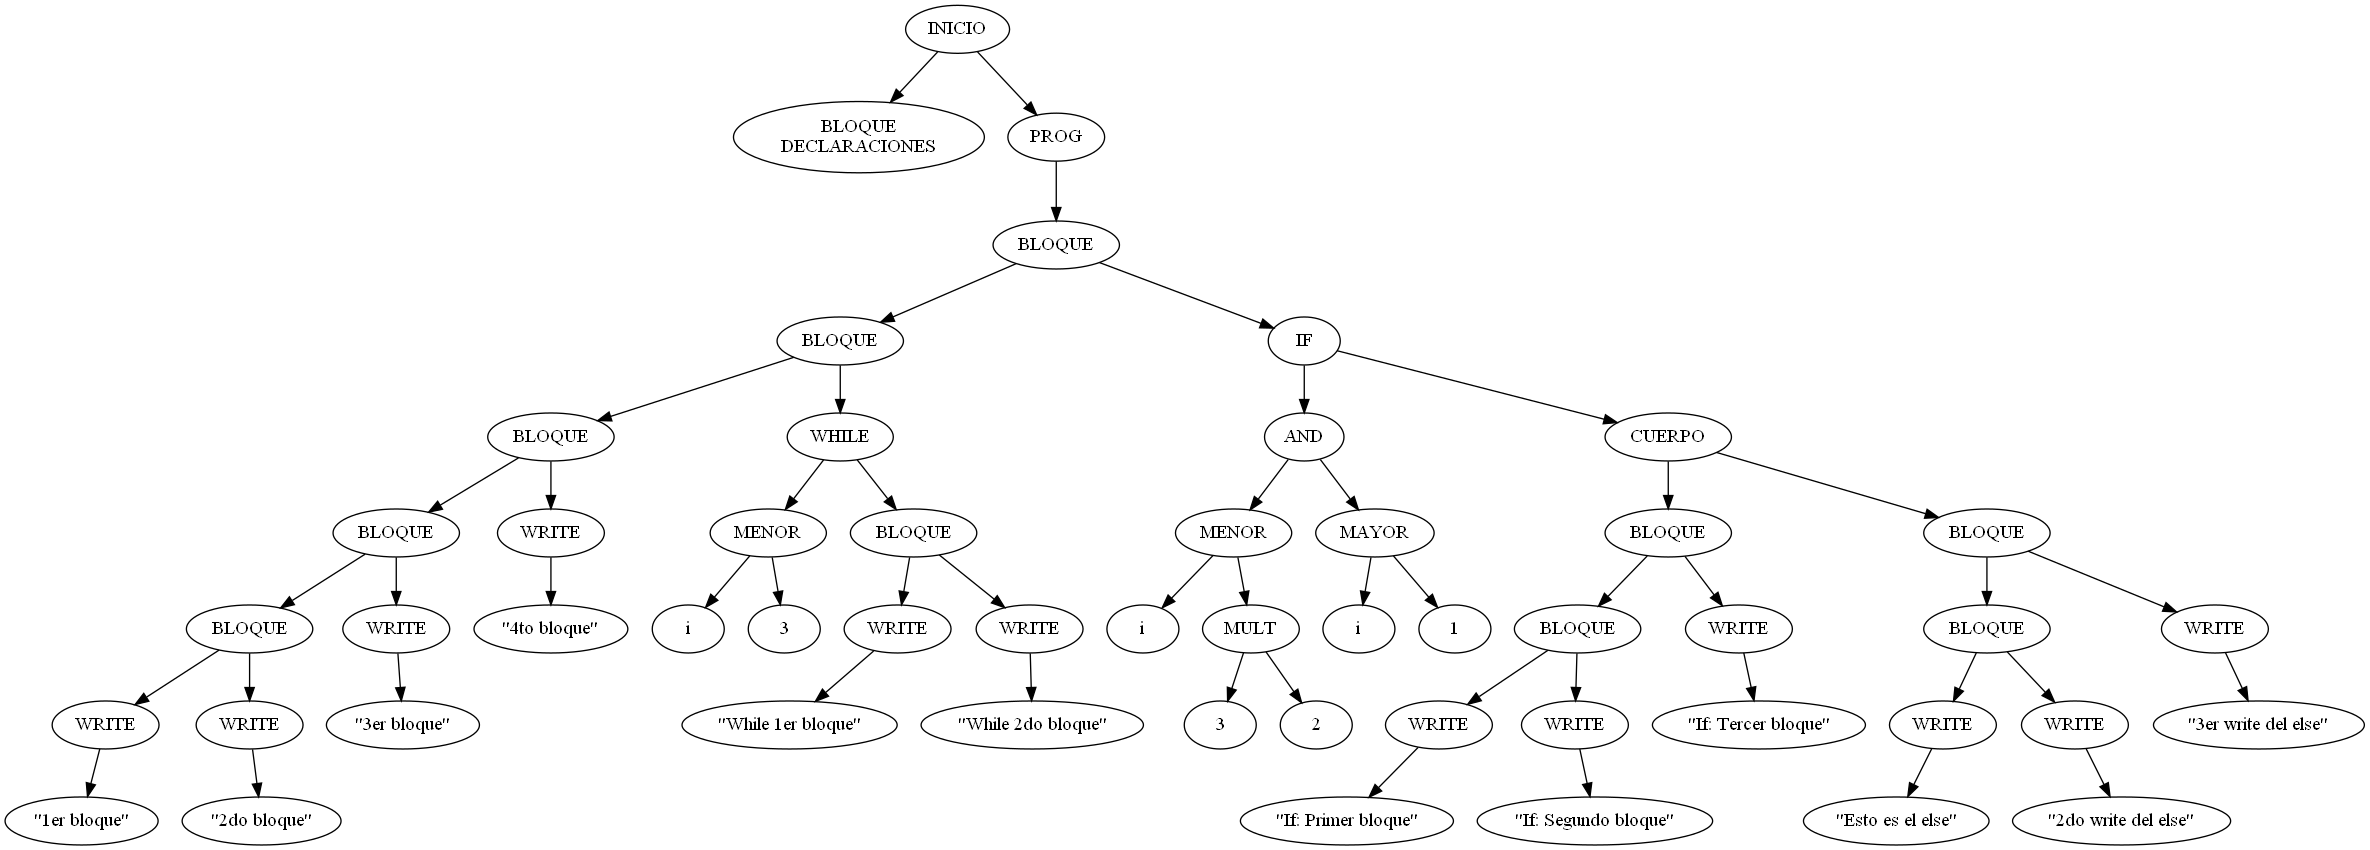 INICIO
BLOQUE
DECLARACIONES
PROG
BLOQUE
BLOQUE
IF
BLOQUE
WHILE
AND
CUERPO
BLOQUE
WRITE
MENOR
BLOQUE
MENOR
MAYOR
BLOQUE
BLOQUE
BLOQUE
WRITE
"4to bloque"
i
3
WRITE
WRITE
i
MULT
i
1
BLOQUE
WRITE
BLOQUE
WRITE
WRITE
WRITE
"3er bloque"
"While 1er bloque"
"While 2do bloque"
3
2
WRITE
WRITE
"If: Tercer bloque"
WRITE
WRITE
"3er write del else"
"1er bloque"
"2do bloque"
"If: Primer bloque"
"If: Segundo bloque"
"Esto es el else"
"2do write del else"